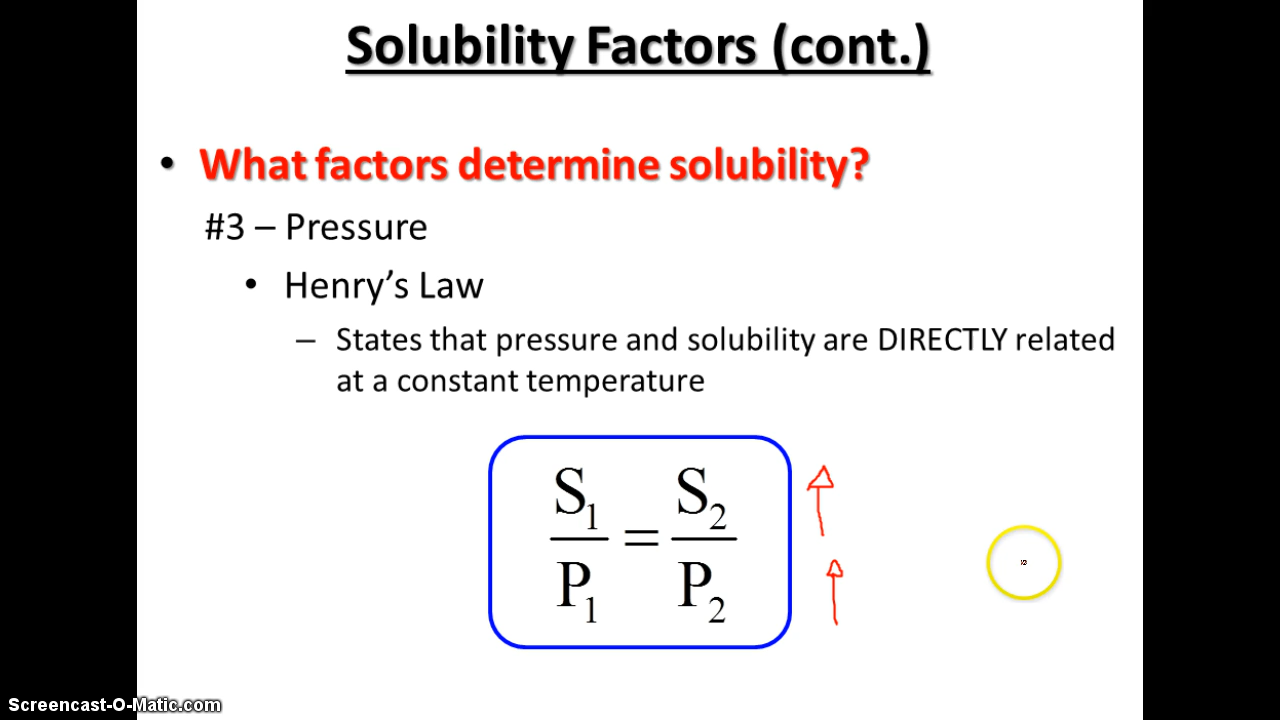 Solubility Factors (cont.)
• What factors determine solubility?
#3 – Pressure
• Henry's Law
– States that pressure and solubility are DIRECTLY related
at a constant temperature
S₁/P₁ = S₂/P₂
Screencast-O-Matic.com